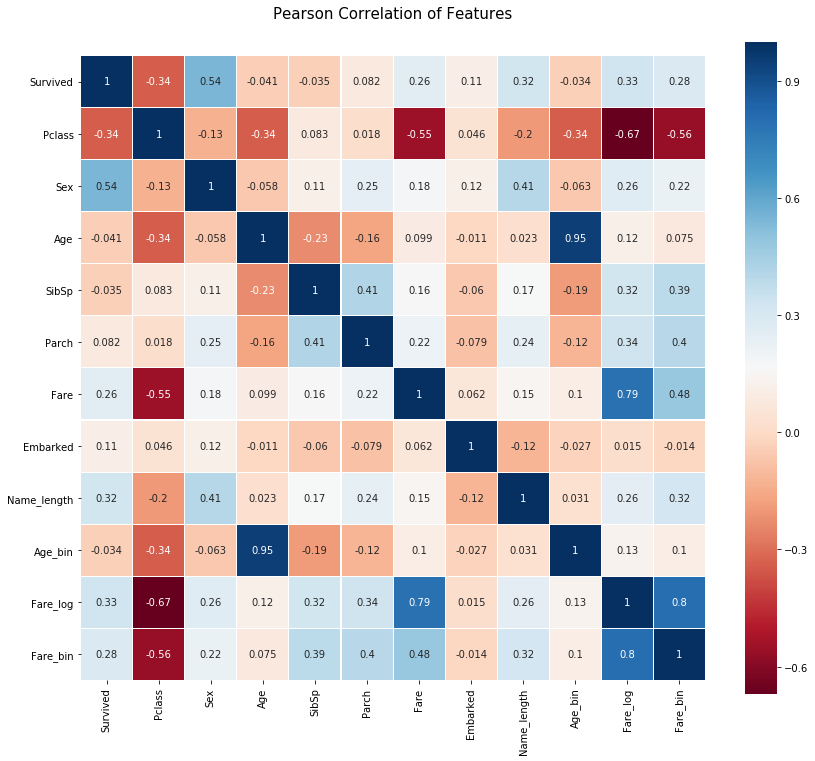 Pearson Correlation of Features
Survived 1 -0.34 0.54 -0.041 -0.035 0.082 0.26 0.11 0.32 -0.034 0.33 0.28
Pclass -0.34 1 -0.13 -0.34 0.083 0.018 -0.55 0.046 -0.2 -0.34 -0.67 -0.56
Sex 0.54 -0.13 1 -0.058 0.11 0.25 0.18 0.12 0.41 -0.063 0.26 0.22
Age -0.041 -0.34 -0.058 1 -0.23 -0.16 0.099 -0.011 0.023 0.95 0.12 0.075
SibSp -0.035 0.083 0.11 -0.23 1 0.41 0.16 -0.06 0.17 -0.19 0.32 0.39
Parch 0.082 0.018 0.25 -0.16 0.41 1 0.22 -0.079 0.24 -0.12 0.34 0.4
Fare 0.26 -0.55 0.18 0.099 0.16 0.22 1 0.062 0.15 0.1 0.79 0.48
Embarked 0.11 0.046 0.12 -0.011 -0.06 -0.079 0.062 1 -0.12 -0.027 0.015 -0.014
Name_length 0.32 -0.2 0.41 0.023 0.17 0.24 0.15 -0.12 1 0.031 0.26 0.32
Age_bin -0.034 -0.34 -0.063 0.95 -0.19 -0.12 0.1 -0.027 0.031 1 0.13 0.1
Fare_log 0.33 -0.67 0.26 0.12 0.32 0.34 0.79 0.015 0.26 0.13 1 0.8
Fare_bin 0.28 -0.56 0.22 0.075 0.39 0.4 0.48 -0.014 0.32 0.1 0.8 1
Survived Pclass Sex Age SibSp Parch Fare Embarked Name_length Age_bin Fare_log Fare_bin
0.9
0.6
0.3
0.0
−0.3
−0.6